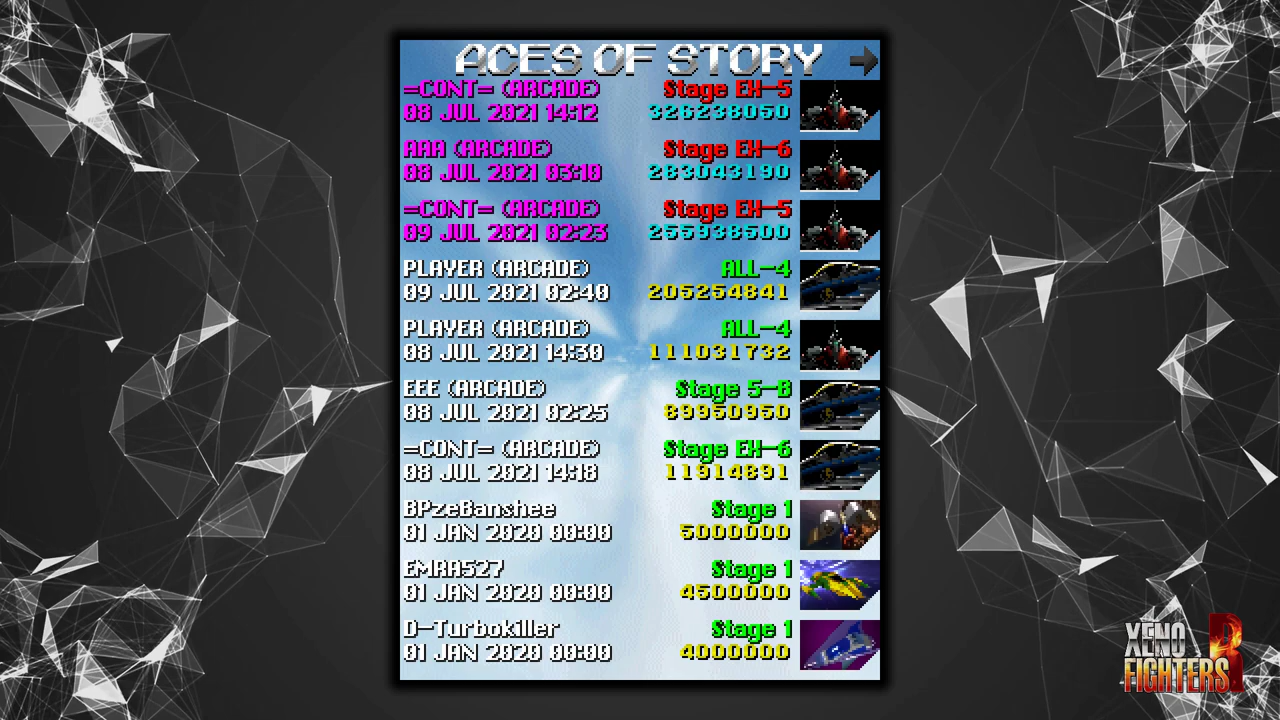 ACES OF STORY
=CONT= (ARCADE) Stage EX-5
08 JUL 2021 14:12 326238050
AAA (ARCADE) Stage EX-6
08 JUL 2021 03:10 283043190
=CONT= (ARCADE) Stage EX-5
09 JUL 2021 02:23 255938500
PLAYER (ARCADE) ALL-4
09 JUL 2021 02:40 205254841
PLAYER (ARCADE) ALL-4
08 JUL 2021 14:30 111031732
EEE (ARCADE) Stage 5-B
08 JUL 2021 02:25 89950950
=CONT= (ARCADE) Stage EX-6
08 JUL 2021 14:18 11914891
BPzeBanshee Stage 1
01 JAN 2020 00:00 5000000
EMRA527 Stage 1
01 JAN 2020 00:00 4500000
D-Turbokiller Stage 1
01 JAN 2020 00:00 4000000
XENO
FIGHTERS R